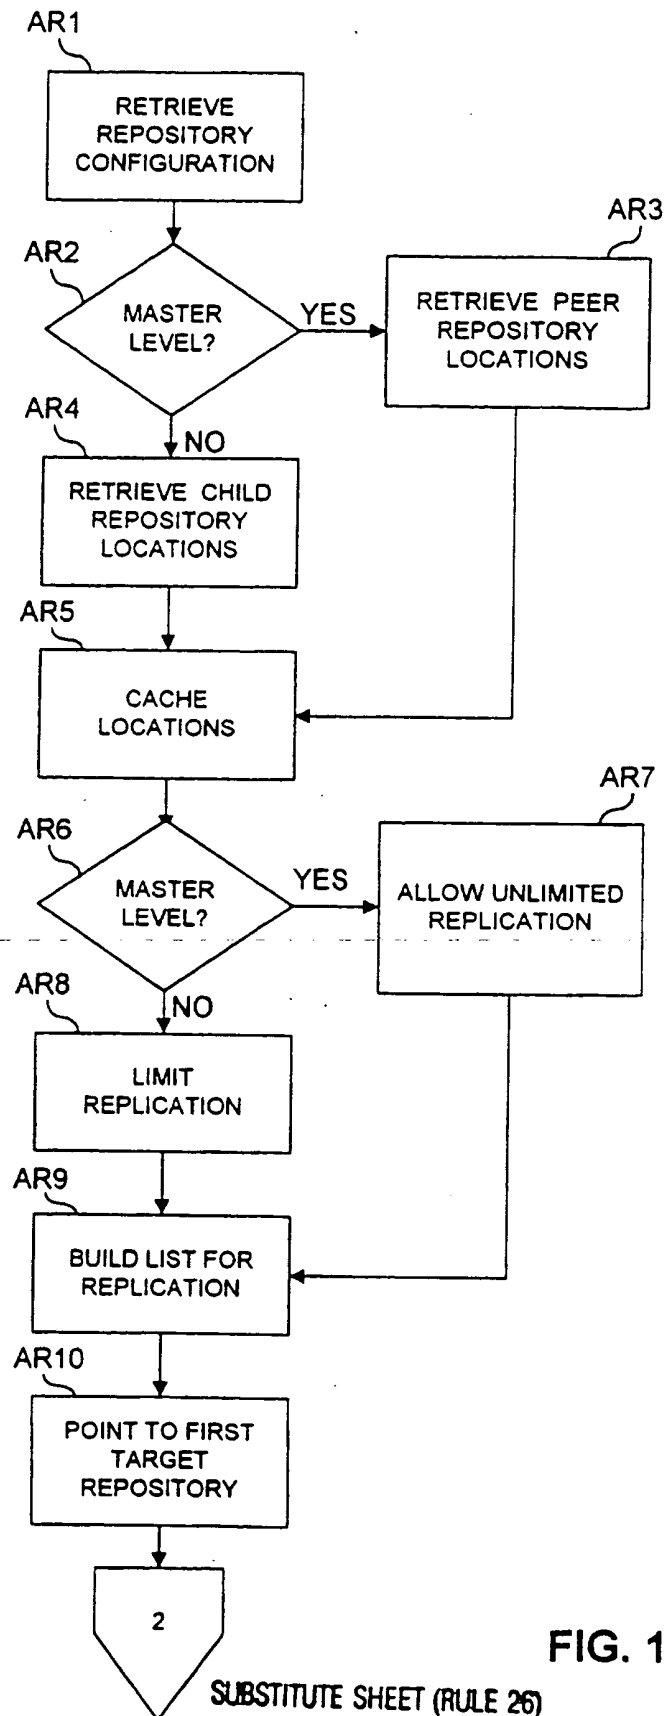 AR1
RETRIEVE
REPOSITORY
CONFIGURATION
AR2
MASTER
LEVEL?
YES
AR3
RETRIEVE PEER
REPOSITORY
LOCATIONS
NO
AR4
RETRIEVE CHILD
REPOSITORY
LOCATIONS
AR5
CACHE
LOCATIONS
AR6
MASTER
LEVEL?
YES
AR7
ALLOW UNLIMITED
REPLICATION
NO
AR8
LIMIT
REPLICATION
AR9
BUILD LIST FOR
REPLICATION
AR10
POINT TO FIRST
TARGET
REPOSITORY
2
FIG. 1
SUBSTITUTE SHEET (RULE 26)